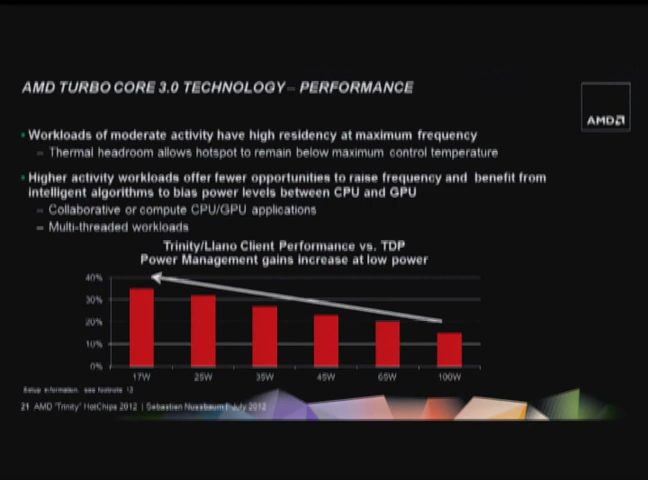 AMD TURBO CORE 3.0 TECHNOLOGY – PERFORMANCE
AMD
Workloads of moderate activity have high residency at maximum frequency
– Thermal headroom allows hotspot to remain below maximum control temperature
Higher activity workloads offer fewer opportunities to raise frequency and benefit from
intelligent algorithms to bias power levels between CPU and GPU
– Collaborative or compute CPU/GPU applications
– Multi-threaded workloads
Trinity/Llano Client Performance vs. TDP
Power Management gains increase at low power
40%
30%
20%
10%
0%
17W 25W 35W 45W 65W 100W
Setup information: see footnote
21 AMD "Trinity" HotChips 2012 | Sebastien Nussbaum | July 2012